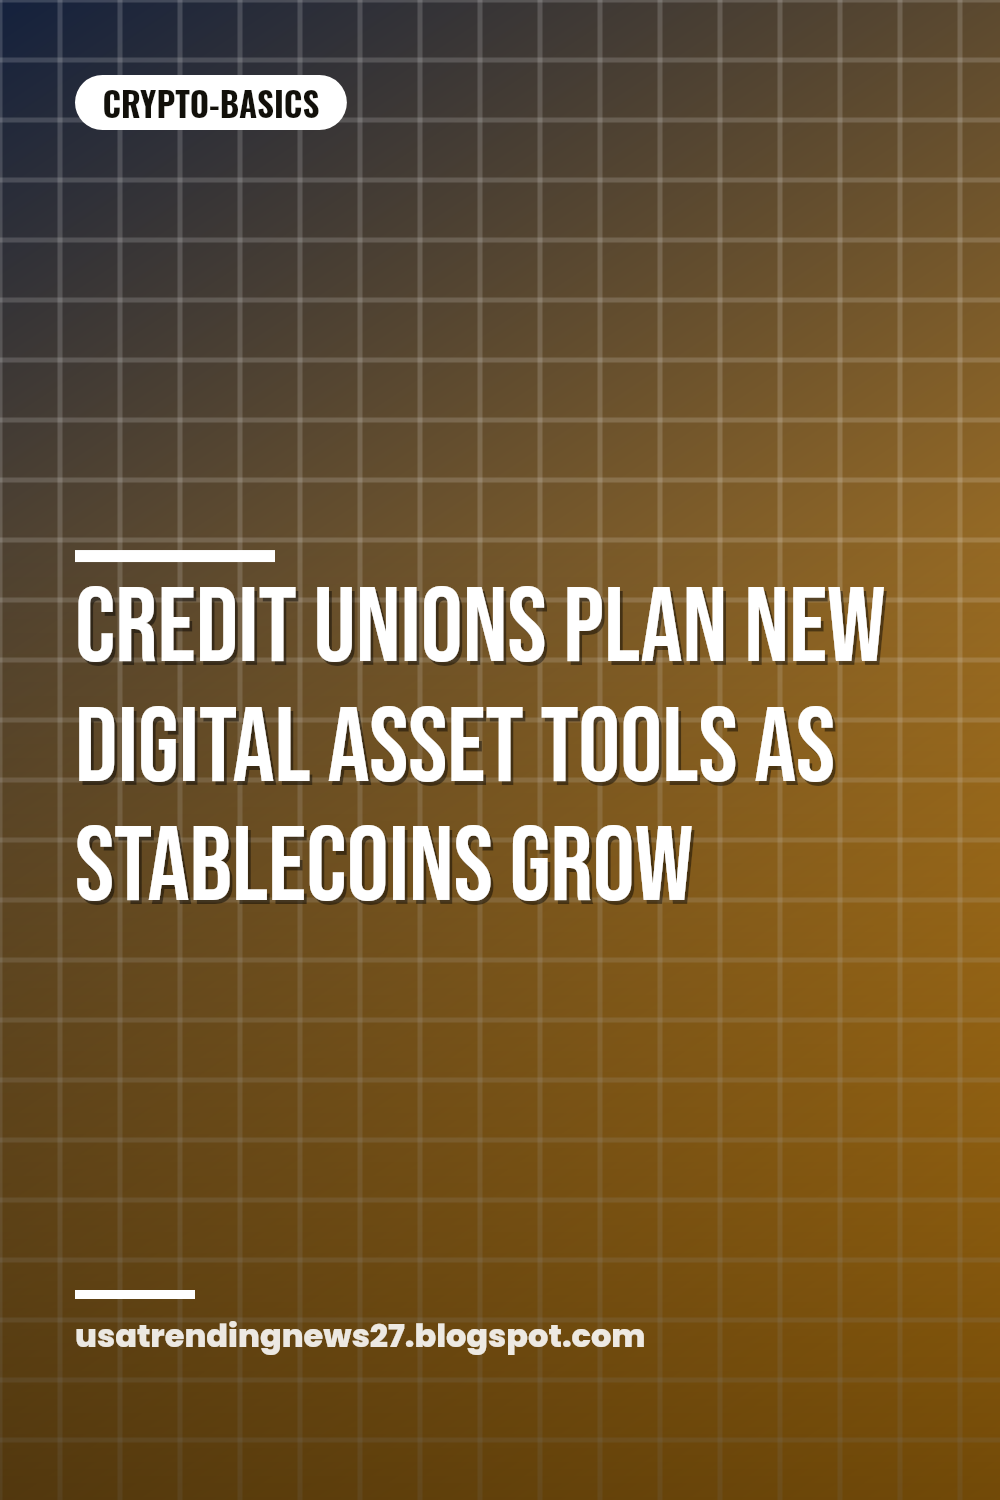 CRYPTO-BASICS
CREDIT UNIONS PLAN NEW
DIGITAL ASSET TOOLS AS
STABLECOINS GROW
usatrendingnews27.blogspot.com